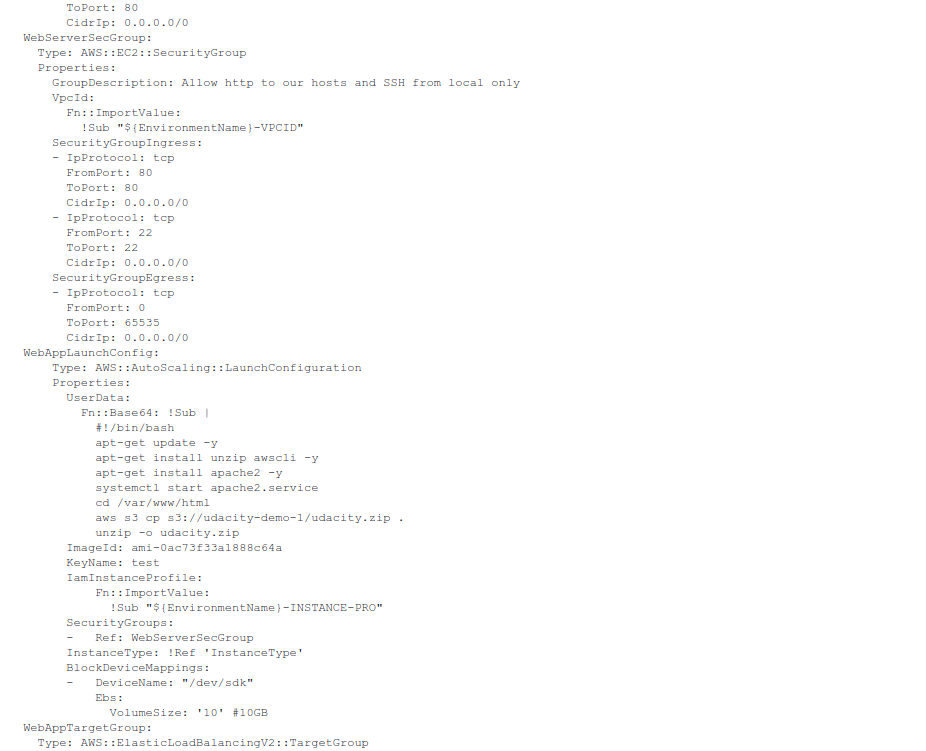 ToPort: 80
      CidrIp: 0.0.0.0/0
WebServerSecGroup:
  Type: AWS::EC2::SecurityGroup
  Properties:
    GroupDescription: Allow http to our hosts and SSH from local only
    VpcId:
      Fn::ImportValue:
        !Sub "${EnvironmentName}-VPCID"
    SecurityGroupIngress:
    - IpProtocol: tcp
      FromPort: 80
      ToPort: 80
      CidrIp: 0.0.0.0/0
    - IpProtocol: tcp
      FromPort: 22
      ToPort: 22
      CidrIp: 0.0.0.0/0
    SecurityGroupEgress:
    - IpProtocol: tcp
      FromPort: 0
      ToPort: 65535
      CidrIp: 0.0.0.0/0
WebAppLaunchConfig:
    Type: AWS::AutoScaling::LaunchConfiguration
    Properties:
      UserData:
        Fn::Base64: !Sub |
          #!/bin/bash
          apt-get update -y
          apt-get install unzip awscli -y
          apt-get install apache2 -y
          systemctl start apache2.service
          cd /var/www/html
          aws s3 cp s3://udacity-demo-1/udacity.zip .
          unzip -o udacity.zip
      ImageId: ami-0ac73f33a1888c64a
      KeyName: test
      IamInstanceProfile:
          Fn::ImportValue:
            !Sub "${EnvironmentName}-INSTANCE-PRO"
      SecurityGroups:
      -   Ref: WebServerSecGroup
      InstanceType: !Ref 'InstanceType'
      BlockDeviceMappings:
      -   DeviceName: "/dev/sdk"
          Ebs:
            VolumeSize: '10' #10GB
WebAppTargetGroup:
  Type: AWS::ElasticLoadBalancingV2::TargetGroup